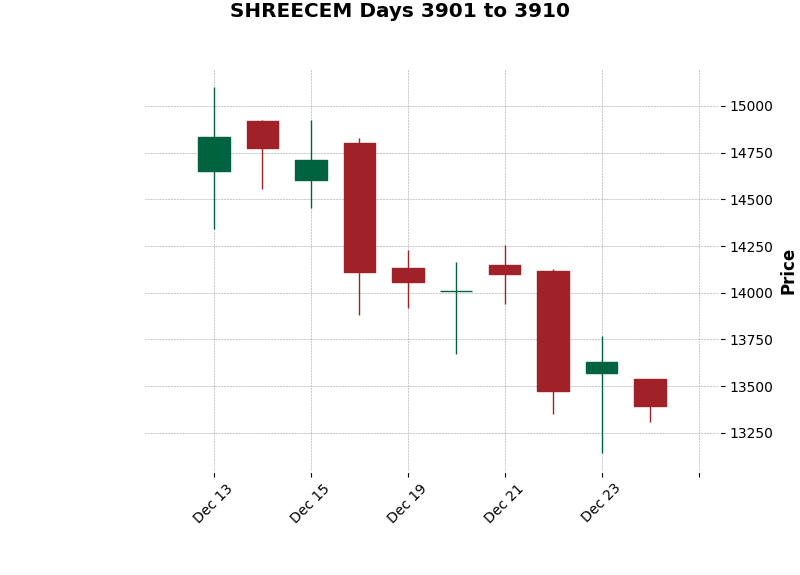 SHREECEM Days 3901 to 3910
15000
14750
14500
14250
14000
13750
13500
13250
Price
Dec 13
Dec 15
Dec 19
Dec 21
Dec 23